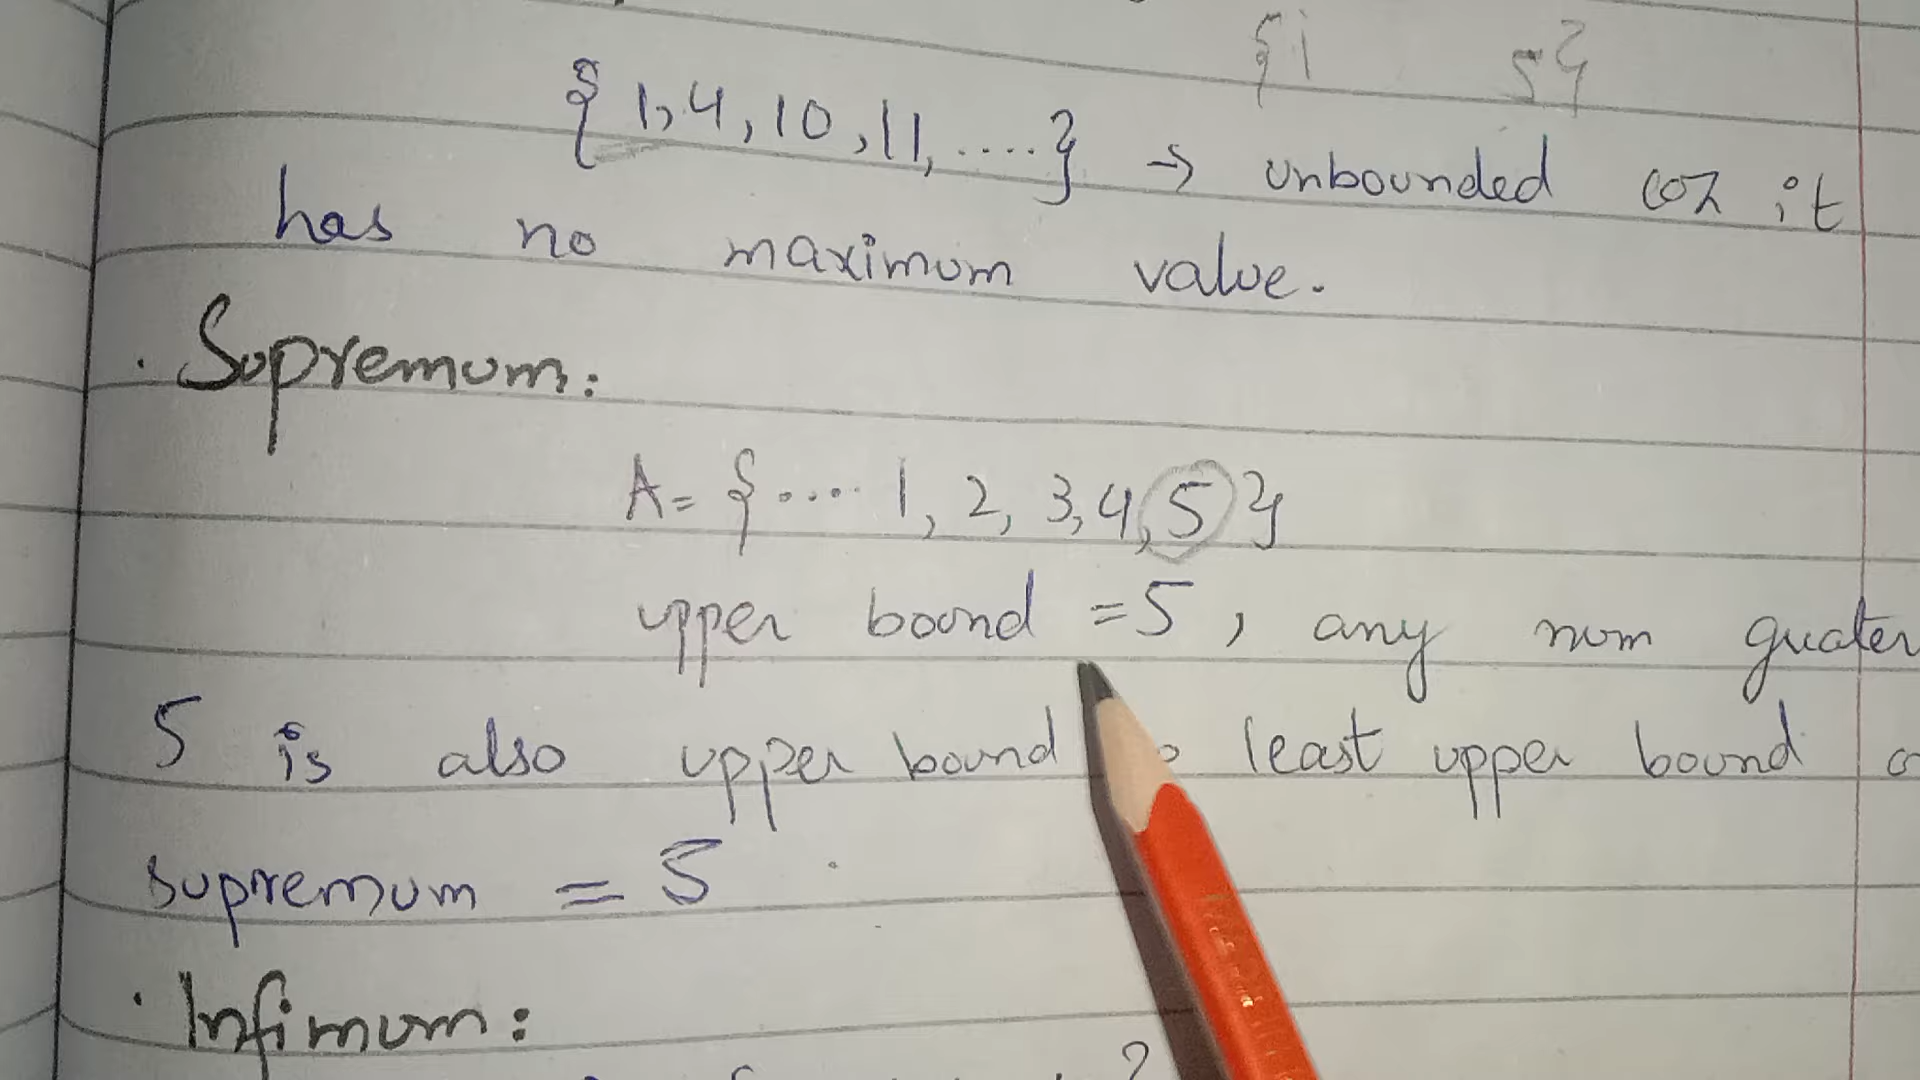 {1 5}
{1,4,10,11,....} → unbounded coz it
has no maximum value.
· Supremum:
A={....1,2,3,4,5}
upper bound =5, any num greater
5 is also upper bound least upper bound
supremum = 5
· Infimum: